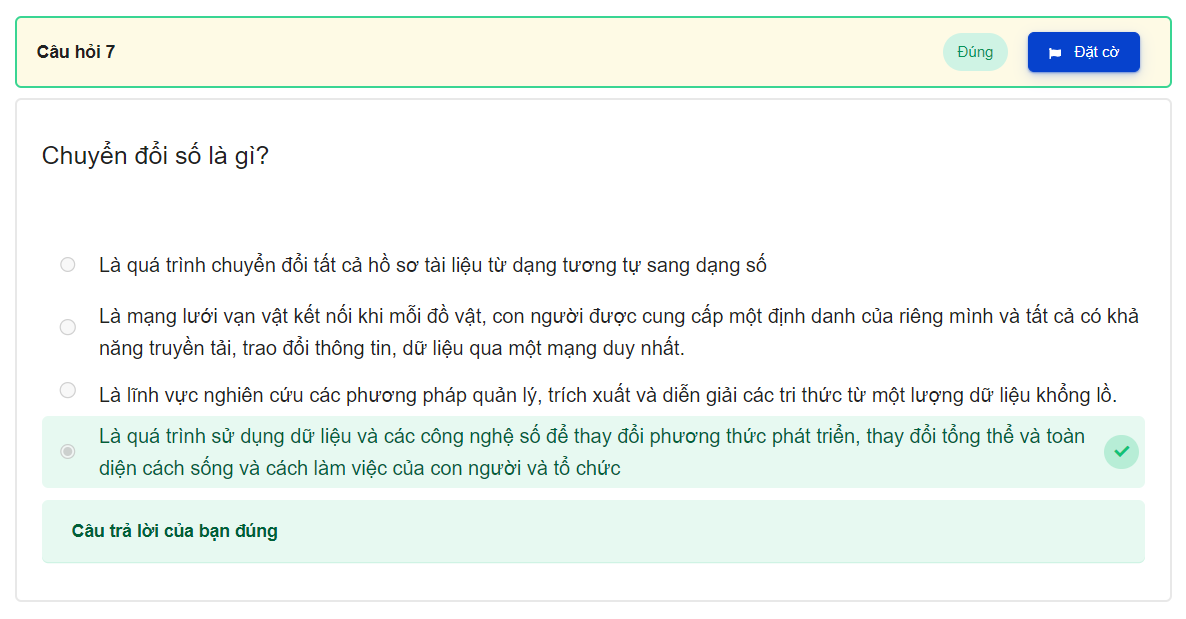 Câu hỏi 7
Đúng
Đặt cờ
Chuyển đổi số là gì?
Là quá trình chuyển đổi tất cả hồ sơ tài liệu từ dạng tương tự sang dạng số
Là mạng lưới vạn vật kết nối khi mỗi đồ vật, con người được cung cấp một định danh của riêng mình và tất cả có khả
năng truyền tải, trao đổi thông tin, dữ liệu qua một mạng duy nhất.
Là lĩnh vực nghiên cứu các phương pháp quản lý, trích xuất và diễn giải các tri thức từ một lượng dữ liệu khổng lồ.
Là quá trình sử dụng dữ liệu và các công nghệ số để thay đổi phương thức phát triển, thay đổi tổng thể và toàn
diện cách sống và cách làm việc của con người và tổ chức
Câu trả lời của bạn đúng